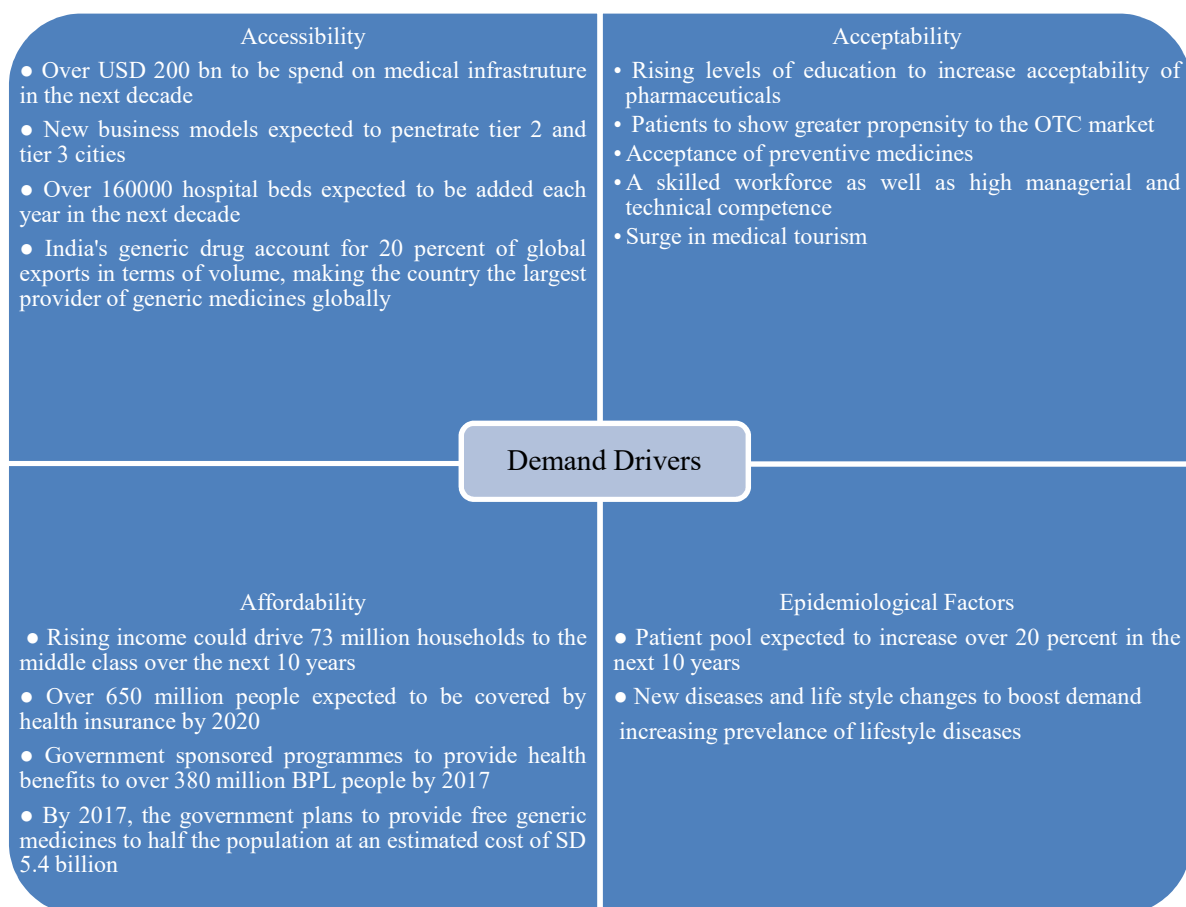 Accessibility
● Over USD 200 bn to be spend on medical infrastruture
in the next decade
● New business models expected to penetrate tier 2 and
tier 3 cities
● Over 160000 hospital beds expected to be added each
year in the next decade
● India's generic drug account for 20 percent of global
exports in terms of volume, making the country the largest
provider of generic medicines globally
Acceptability
• Rising levels of education to increase acceptability of
pharmaceuticals
• Patients to show greater propensity to the OTC market
• Acceptance of preventive medicines
• A skilled workforce as well as high managerial and
technical competence
• Surge in medical tourism
Demand Drivers
Affordability
● Rising income could drive 73 million households to the
middle class over the next 10 years
● Over 650 million people expected to be covered by
health insurance by 2020
● Government sponsored programmes to provide health
benefits to over 380 million BPL people by 2017
● By 2017, the government plans to provide free generic
medicines to half the population at an estimated cost of SD
5.4 billion
Epidemiological Factors
● Patient pool expected to increase over 20 percent in the
next 10 years
● New diseases and life style changes to boost demand
increasing prevelance of lifestyle diseases